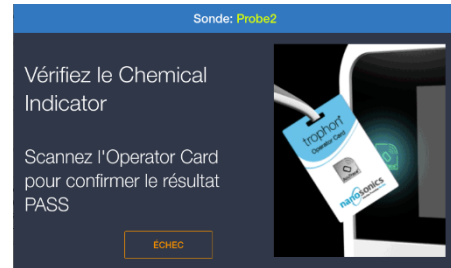 Sonde: Probe2
Vérifiez le Chemical
Indicator
Scannez l'Operator Card
pour confirmer le résultat
PASS
ÉCHEC
trophon
Operator Card
nanosonics